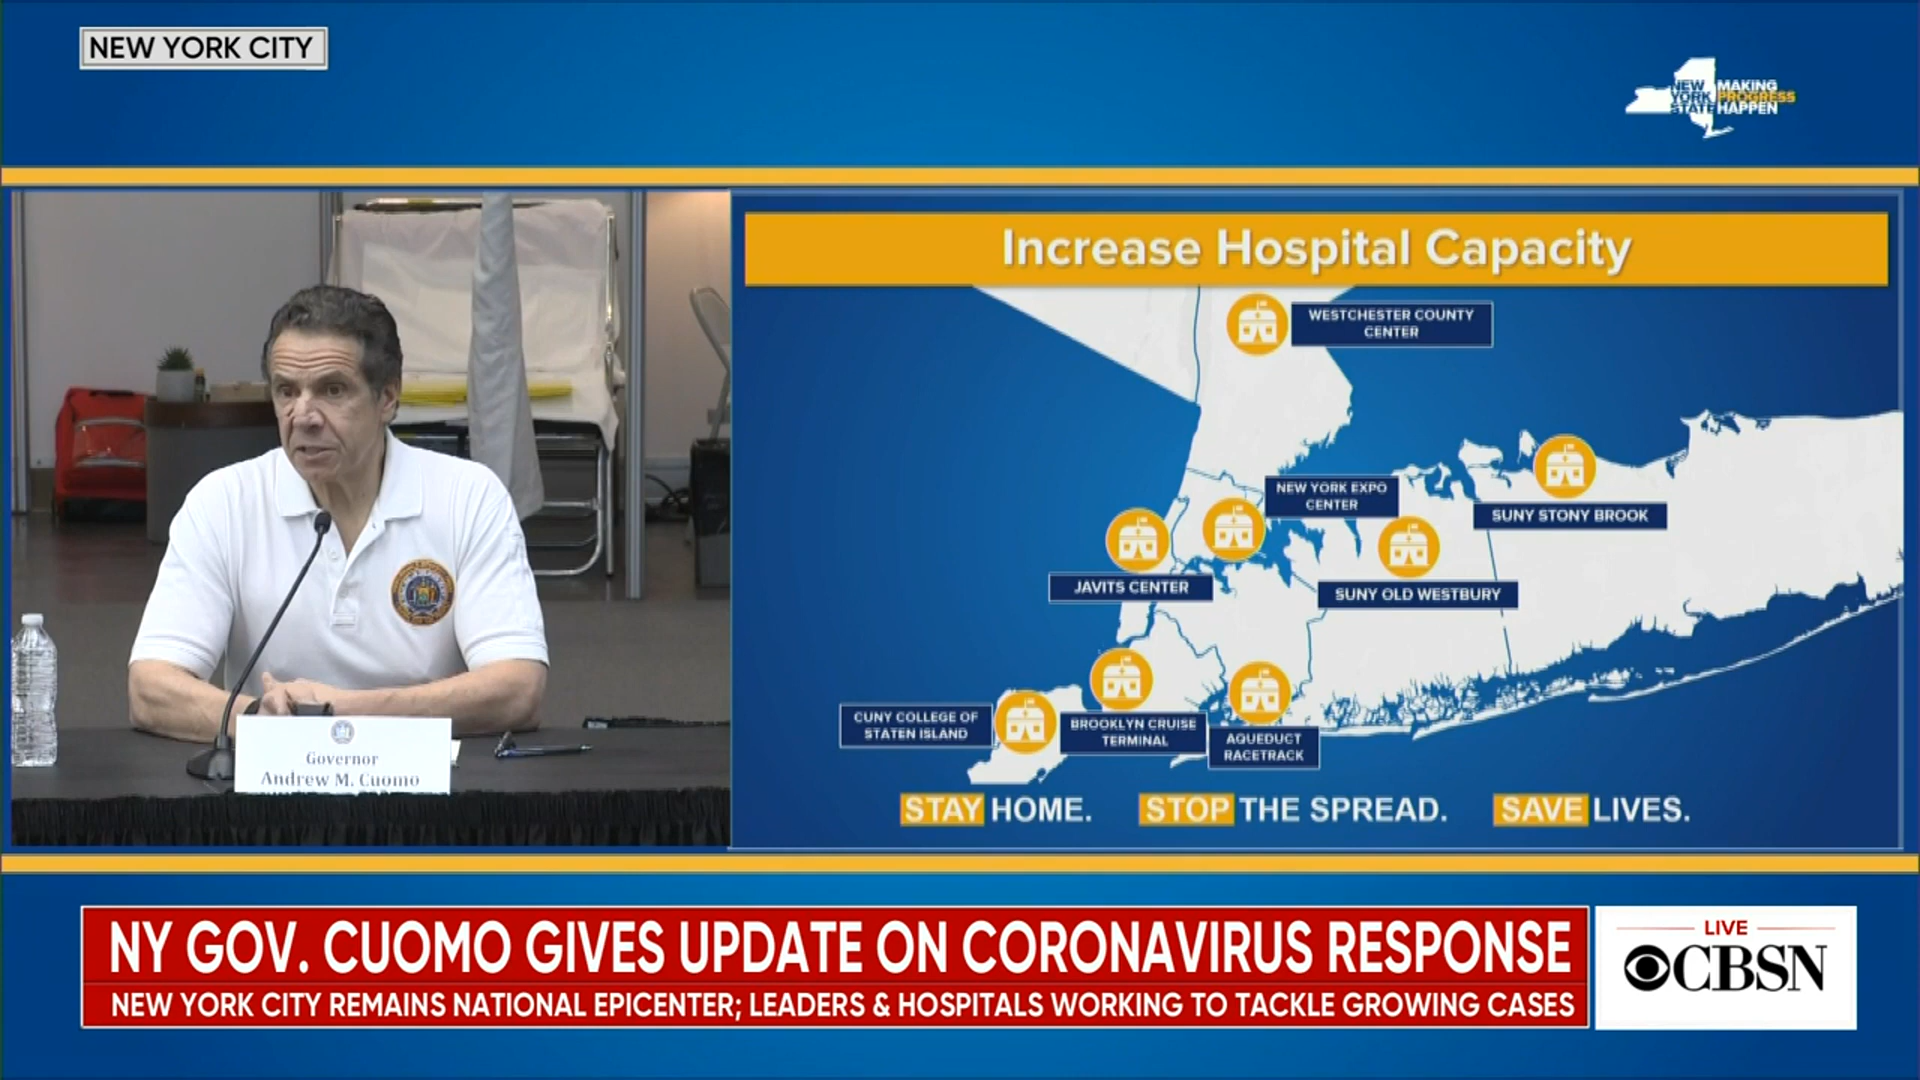 NEW YORK CITY
NEW
YORK
STATE
MAKING
PROGRESS
HAPPEN
Increase Hospital Capacity
WESTCHESTER COUNTY
CENTER
NEW YORK EXPO
CENTER
SUNY STONY BROOK
JAVITS CENTER
SUNY OLD WESTBURY
CUNY COLLEGE OF
STATEN ISLAND
BROOKLYN CRUISE
TERMINAL
AQUEDUCT
RACETRACK
STAY HOME. STOP THE SPREAD. SAVE LIVES.
Governor
Andrew M. Cuomo
NY GOV. CUOMO GIVES UPDATE ON CORONAVIRUS RESPONSE
NEW YORK CITY REMAINS NATIONAL EPICENTER; LEADERS & HOSPITALS WORKING TO TACKLE GROWING CASES
LIVE
CBSN